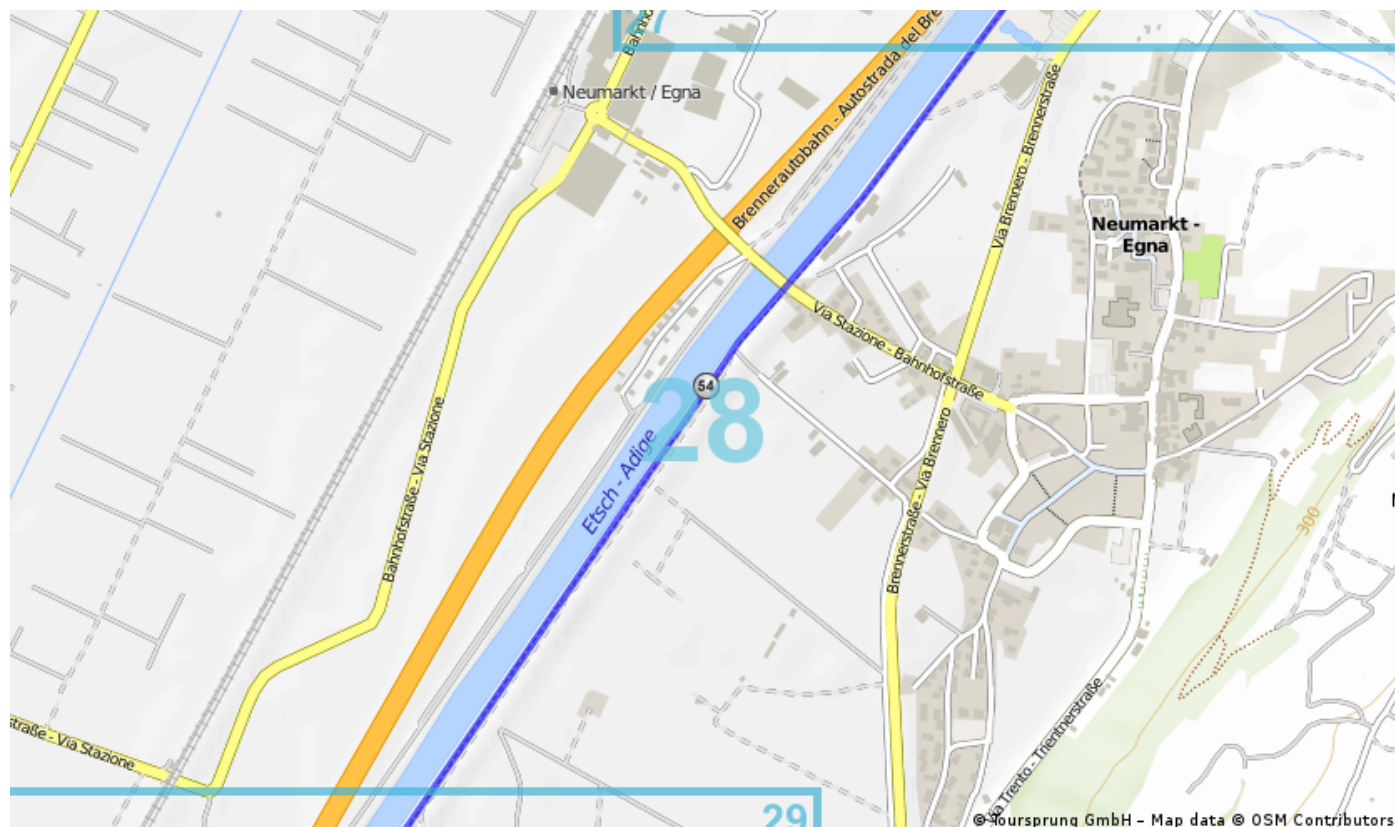 27
Bahnho
Neumarkt / Egna
Brennerautobahn - Autostrada del Bre
Via Brennero - Brennerstraße
Neumarkt -
Egna
Via Stazione - Bahnhofstraße
54
28
Etsch - Adige
Bahnhofstraße - Via Stazione
Brennerstraße - Via Brennero
300
straße - Via Stazione
Via Trento - Trientnerstraße
29
© Toursprung GmbH – Map data © OSM Contributors